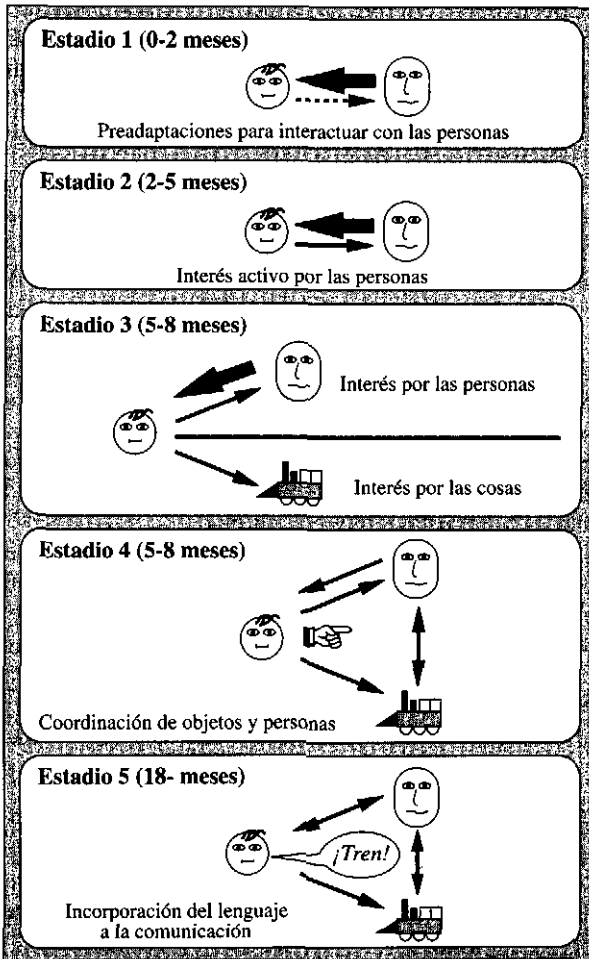 Estadio 1 (0-2 meses)
Preadaptaciones para interactuar con las personas
Estadio 2 (2-5 meses)
Interés activo por las personas
Estadio 3 (5-8 meses)
Interés por las personas
Interés por las cosas
Estadio 4 (5-8 meses)
Coordinación de objetos y personas
Estadio 5 (18- meses)
¡Tren!
Incorporación del lenguaje
a la comunicación